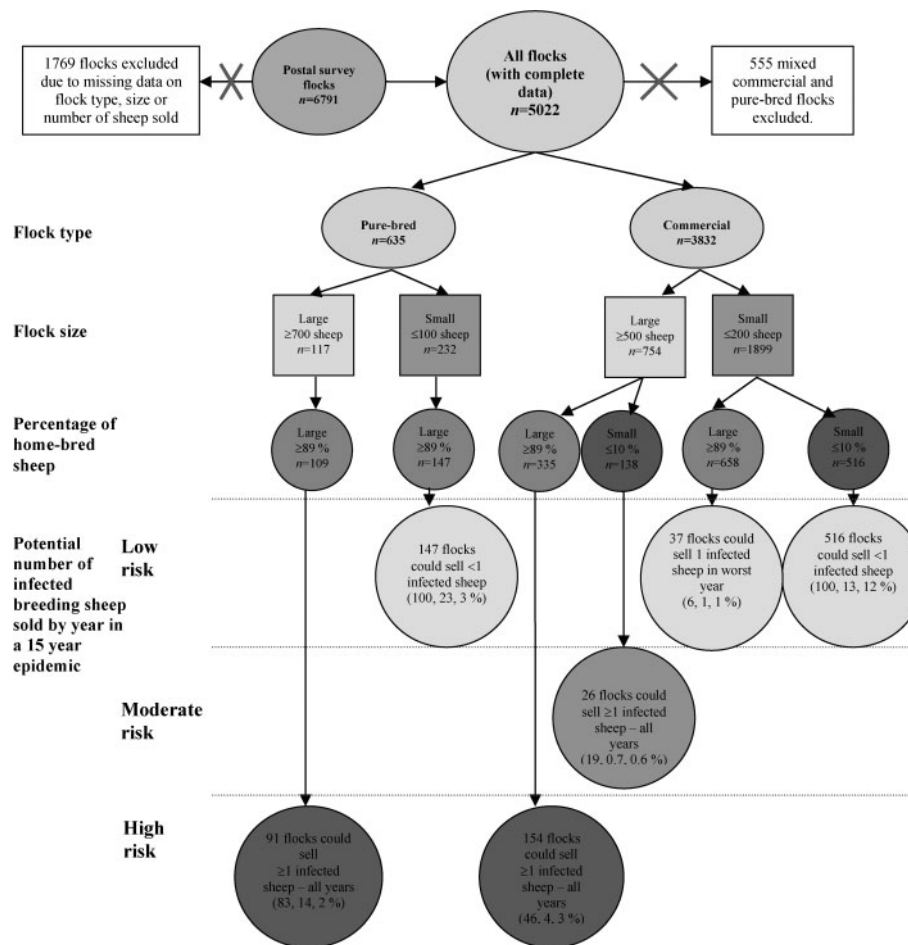 1769 flocks excluded
due to missing data on
flock type, size or
number of sheep sold
Postal survey
flocks
n=6791
All flocks
(with complete
data)
n=5022
555 mixed
commercial and
pure-bred flocks
excluded.
Flock type
Pure-bred
n=635
Commercial
n=3832
Flock size
Large
≥700 sheep
n=117
Small
≤100 sheep
n=232
Large
≥500 sheep
n=754
Small
≤200 sheep
n=1899
Percentage of
home-bred
sheep
Large
≥89 %
n=109
Large
≥89 %
n=147
Large
≥89 %
n=335
Small
≤10 %
n=138
Large
≥89 %
n=658
Small
≤10 %
n=516
Potential
number of
infected
breeding sheep
sold by year in
a 15 year
epidemic
Low
risk
147 flocks
could sell <1
infected sheep
(100, 23, 3 %)
37 flocks could
sell 1 infected
sheep in worst
year
(6, 1, 1 %)
516 flocks
could sell <1
infected sheep
(100, 13, 12 %)
Moderate
risk
26 flocks could
sell ≥1 infected
sheep – all
years
(19, 0.7, 0.6 %)
High
risk
91 flocks could
sell
≥1 infected
sheep – all years
(83, 14, 2 %)
154 flocks
could sell
≥1 infected
sheep – all
years
(46, 4, 3 %)